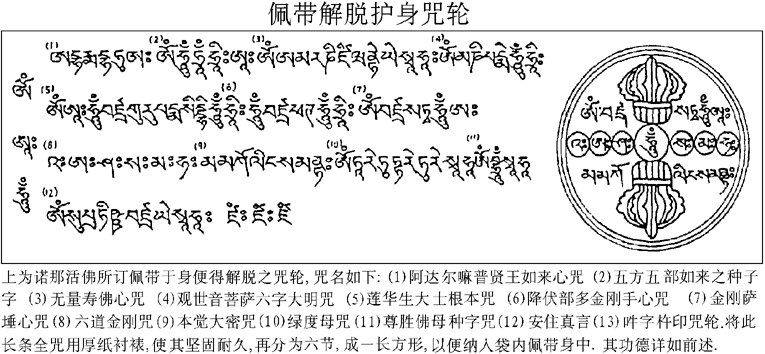 佩带解脱护身咒轮
(1) (2) (3) ཨོཾཨམརཎི (4) ཨོཾམཎིཔདྨེཧཱུྃཧྲཱིཿ
ཨོཾ
(5) ཨོཾཨཱཿཧཱུྃབཛྲགུརུཔདྨསིདྡྷིཧཱུྃཧྲཱིཿ (6) (7) ཨོཾབཛྲསཏྭཧཱུྃཨཿ
ཨཱཿ
(8) འཿཨཿཤཿསཿམཿཧཿ (9) མམཀོལིངསམནྟཿ (10) ཨོཾཏཱརེཏུཏྟཱརེཏུརེསྭཱཧཱ (11)
ཧཱུྃ
(12)
ཨོཾབཛྲ སཏྭ
ཧཱུྃ
མམཀོ ལིངསམནྟཿ
上为诺那活佛所订佩带于身便得解脱之咒轮, 咒名如下: (1)阿达尔嘛普贤王如来心咒 (2)五方五部如来之种子
字 (3)无量寿佛心咒 (4)观世音菩萨六字大明咒 (5)莲华生大士根本咒 (6)降伏部多金刚手心咒 (7)金刚萨
埵心咒(8)六道金刚咒(9)本觉大密咒(10)绿度母咒(11)尊胜佛母种字咒(12)安住真言(13)吽字杵印咒轮.将此
长条全咒用厚纸衬裱,使其坚固耐久,再分为六节,成一长方形,以便纳入袋内佩带身中.其功德详如前述.